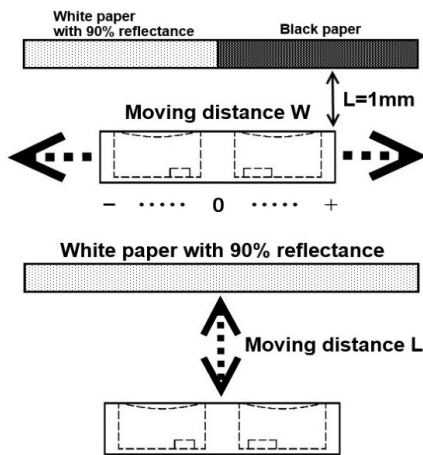 White paper
with 90% reflectance
Black paper
L=1mm
Moving distance W
− ····· 0 ····· +
White paper with 90% reflectance
Moving distance L